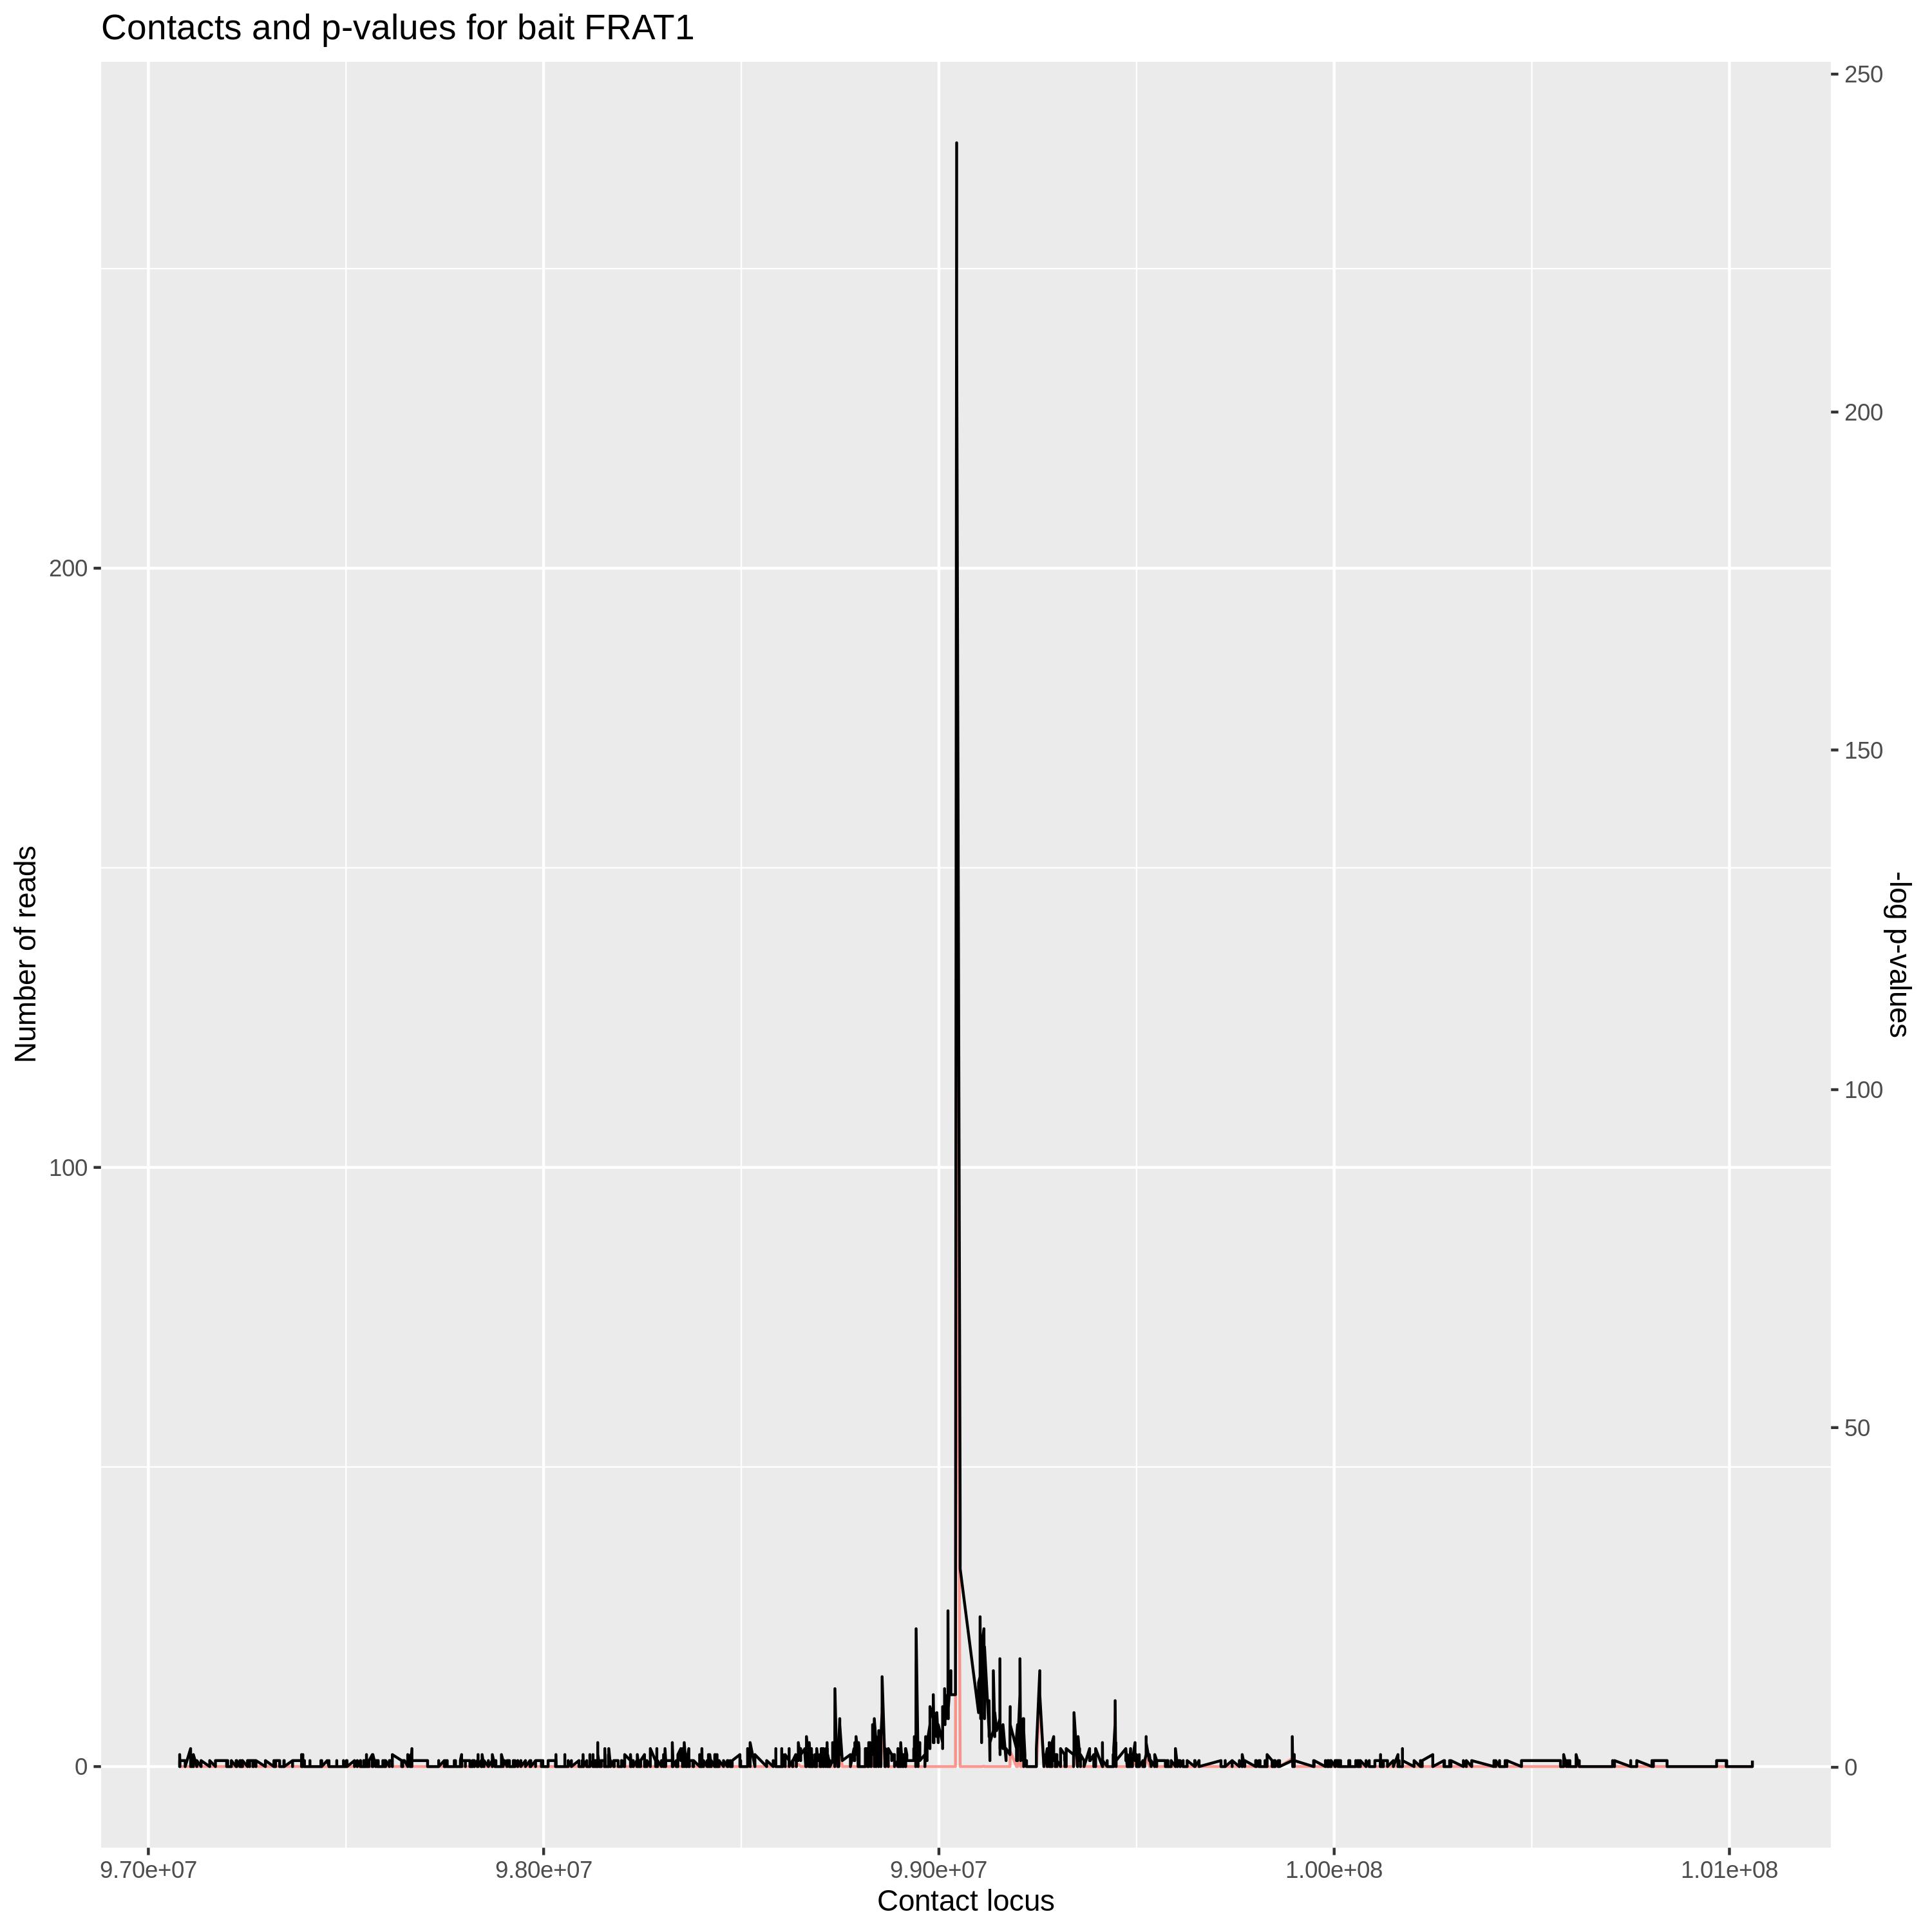 Contacts and p-values for bait FRAT1
Number of reads
200
100
0
250
200
150
100
50
0
-log p-values
9.70e+07
9.80e+07
9.90e+07
1.00e+08
1.01e+08
Contact locus